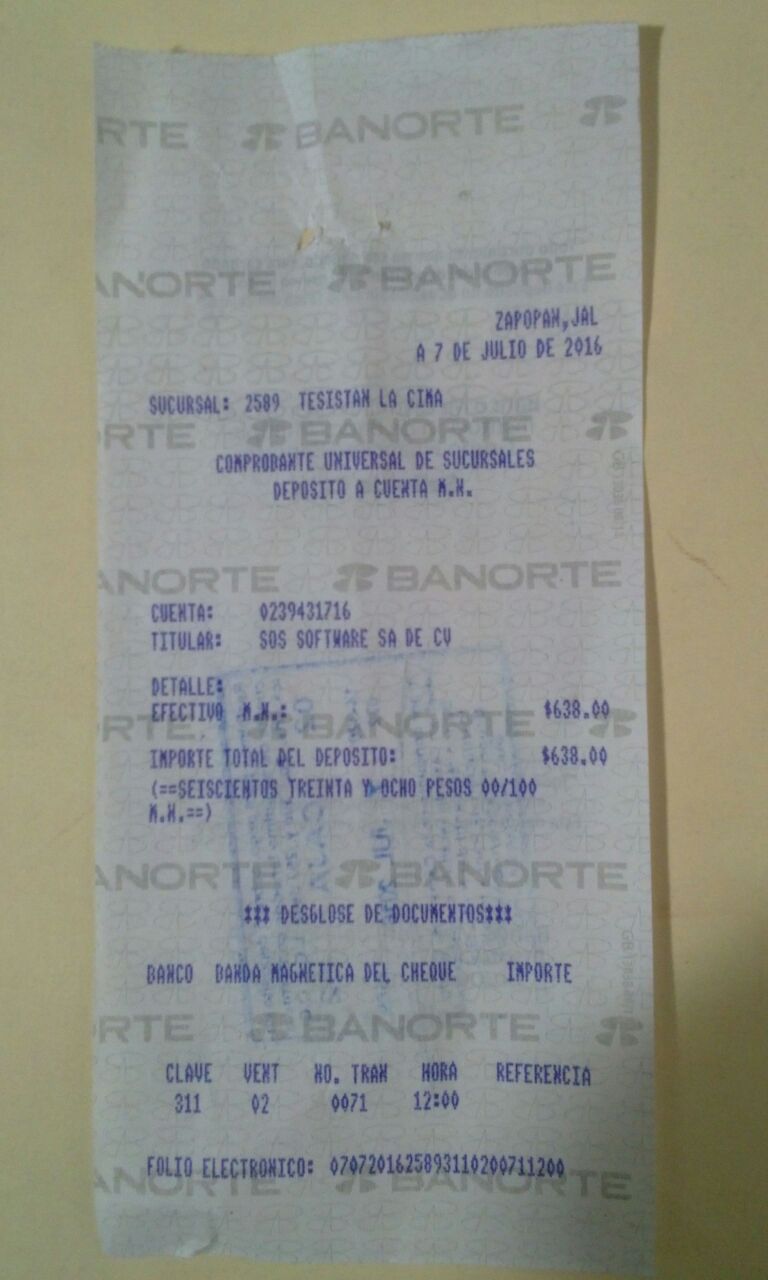 RTE BANORTE
BANORTE BANORTE
ZAPOPAN,JAL
A 7 DE JULIO DE 2016
SUCURSAL: 2589 TESISTAN LA CIMA
RTE BANORTE
COMPROBANTE UNIVERSAL DE SUCURSALES
DEPOSITO A CUENTA M.N.
ANORTE BANORTE
CUENTA: 0239431716
TITULAR: SOS SOFTWARE SA DE CV
DETALLE:
EFECTIVO M.N.: $638.00
RTE BANORTE
IMPORTE TOTAL DEL DEPOSITO: $638.00
(==SEISCIENTOS TREINTA Y OCHO PESOS 00/100
M.N.==)
ANORTE BANORTE
*** DESGLOSE DE DOCUMENTOS***
BANCO BANDA MAGNETICA DEL CHEQUE IMPORTE
RTE BANORTE
CLAVE VENT NO. TRAN HORA REFERENCIA
311 02 0071 12:00
FOLIO ELECTRONICO: 0707201625893110200711200
ANORTE BANORTE